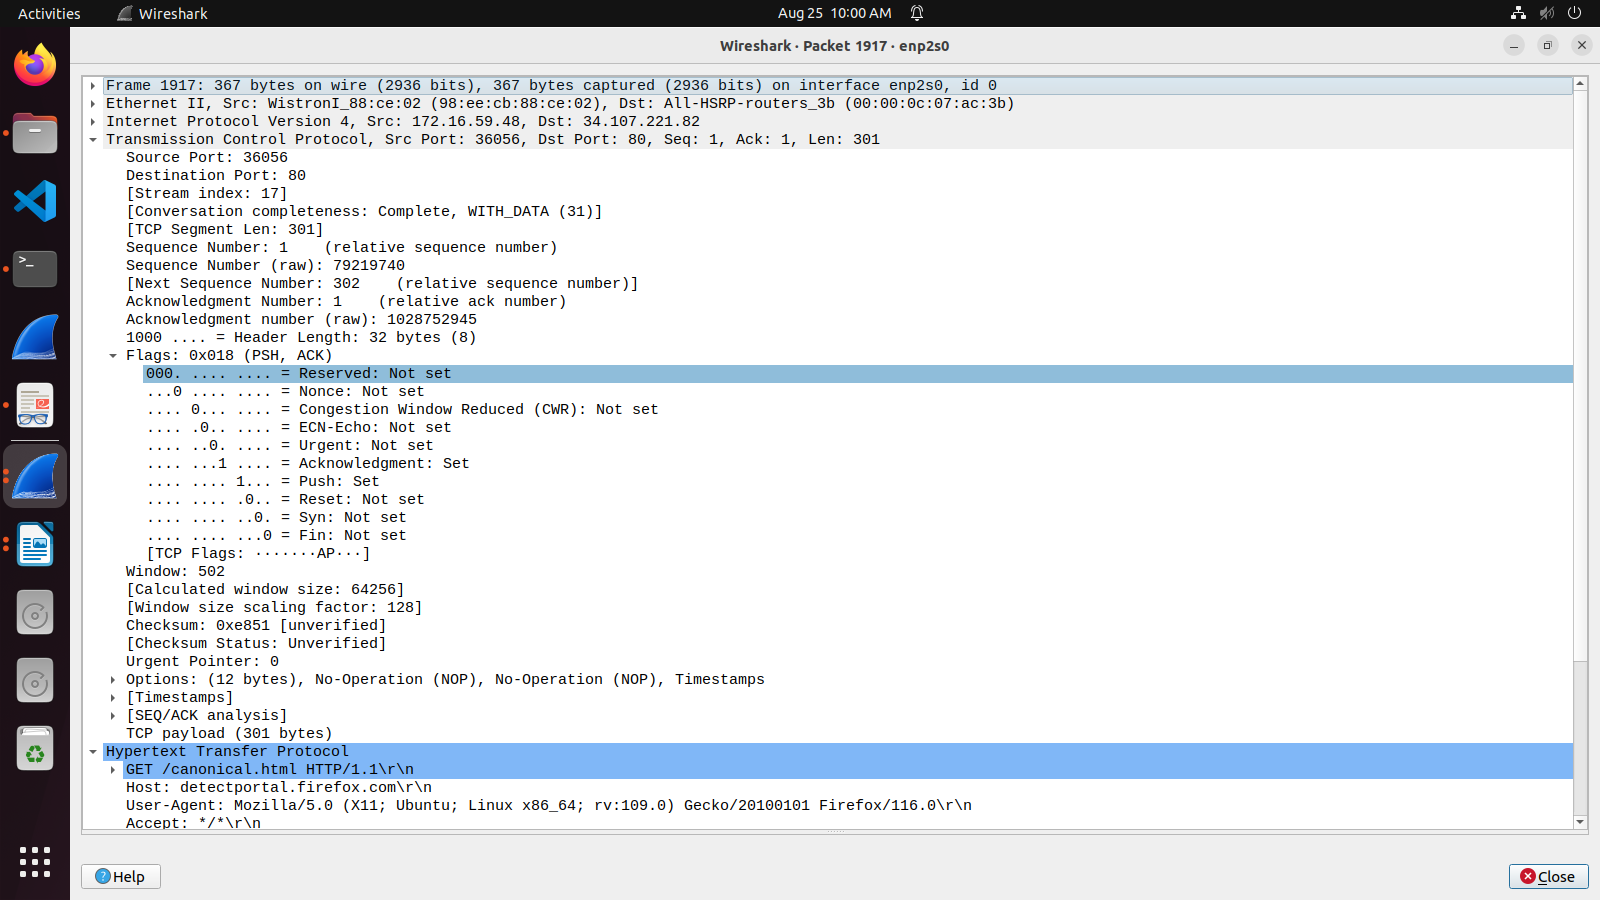 Activities Wireshark Aug 25 10:00 AM
Wireshark · Packet 1917 · enp2s0
Frame 1917: 367 bytes on wire (2936 bits), 367 bytes captured (2936 bits) on interface enp2s0, id 0
Ethernet II, Src: WistronI_88:ce:02 (98:ee:cb:88:ce:02), Dst: All-HSRP-routers_3b (00:00:0c:07:ac:3b)
Internet Protocol Version 4, Src: 172.16.59.48, Dst: 34.107.221.82
Transmission Control Protocol, Src Port: 36056, Dst Port: 80, Seq: 1, Ack: 1, Len: 301
Source Port: 36056
Destination Port: 80
[Stream index: 17]
[Conversation completeness: Complete, WITH_DATA (31)]
[TCP Segment Len: 301]
Sequence Number: 1    (relative sequence number)
Sequence Number (raw): 79219740
[Next Sequence Number: 302    (relative sequence number)]
Acknowledgment Number: 1    (relative ack number)
Acknowledgment number (raw): 1028752945
1000 .... = Header Length: 32 bytes (8)
Flags: 0x018 (PSH, ACK)
000. .... .... = Reserved: Not set
...0 .... .... = Nonce: Not set
.... 0... .... = Congestion Window Reduced (CWR): Not set
.... .0.. .... = ECN-Echo: Not set
.... ..0. .... = Urgent: Not set
.... ...1 .... = Acknowledgment: Set
.... .... 1... = Push: Set
.... .... .0.. = Reset: Not set
.... .... ..0. = Syn: Not set
.... .... ...0 = Fin: Not set
[TCP Flags: ·······AP···]
Window: 502
[Calculated window size: 64256]
[Window size scaling factor: 128]
Checksum: 0xe851 [unverified]
[Checksum Status: Unverified]
Urgent Pointer: 0
Options: (12 bytes), No-Operation (NOP), No-Operation (NOP), Timestamps
[Timestamps]
[SEQ/ACK analysis]
TCP payload (301 bytes)
Hypertext Transfer Protocol
GET /canonical.html HTTP/1.1\r\n
Host: detectportal.firefox.com\r\n
User-Agent: Mozilla/5.0 (X11; Ubuntu; Linux x86_64; rv:109.0) Gecko/20100101 Firefox/116.0\r\n
Accept: */*\r\n
Help Close